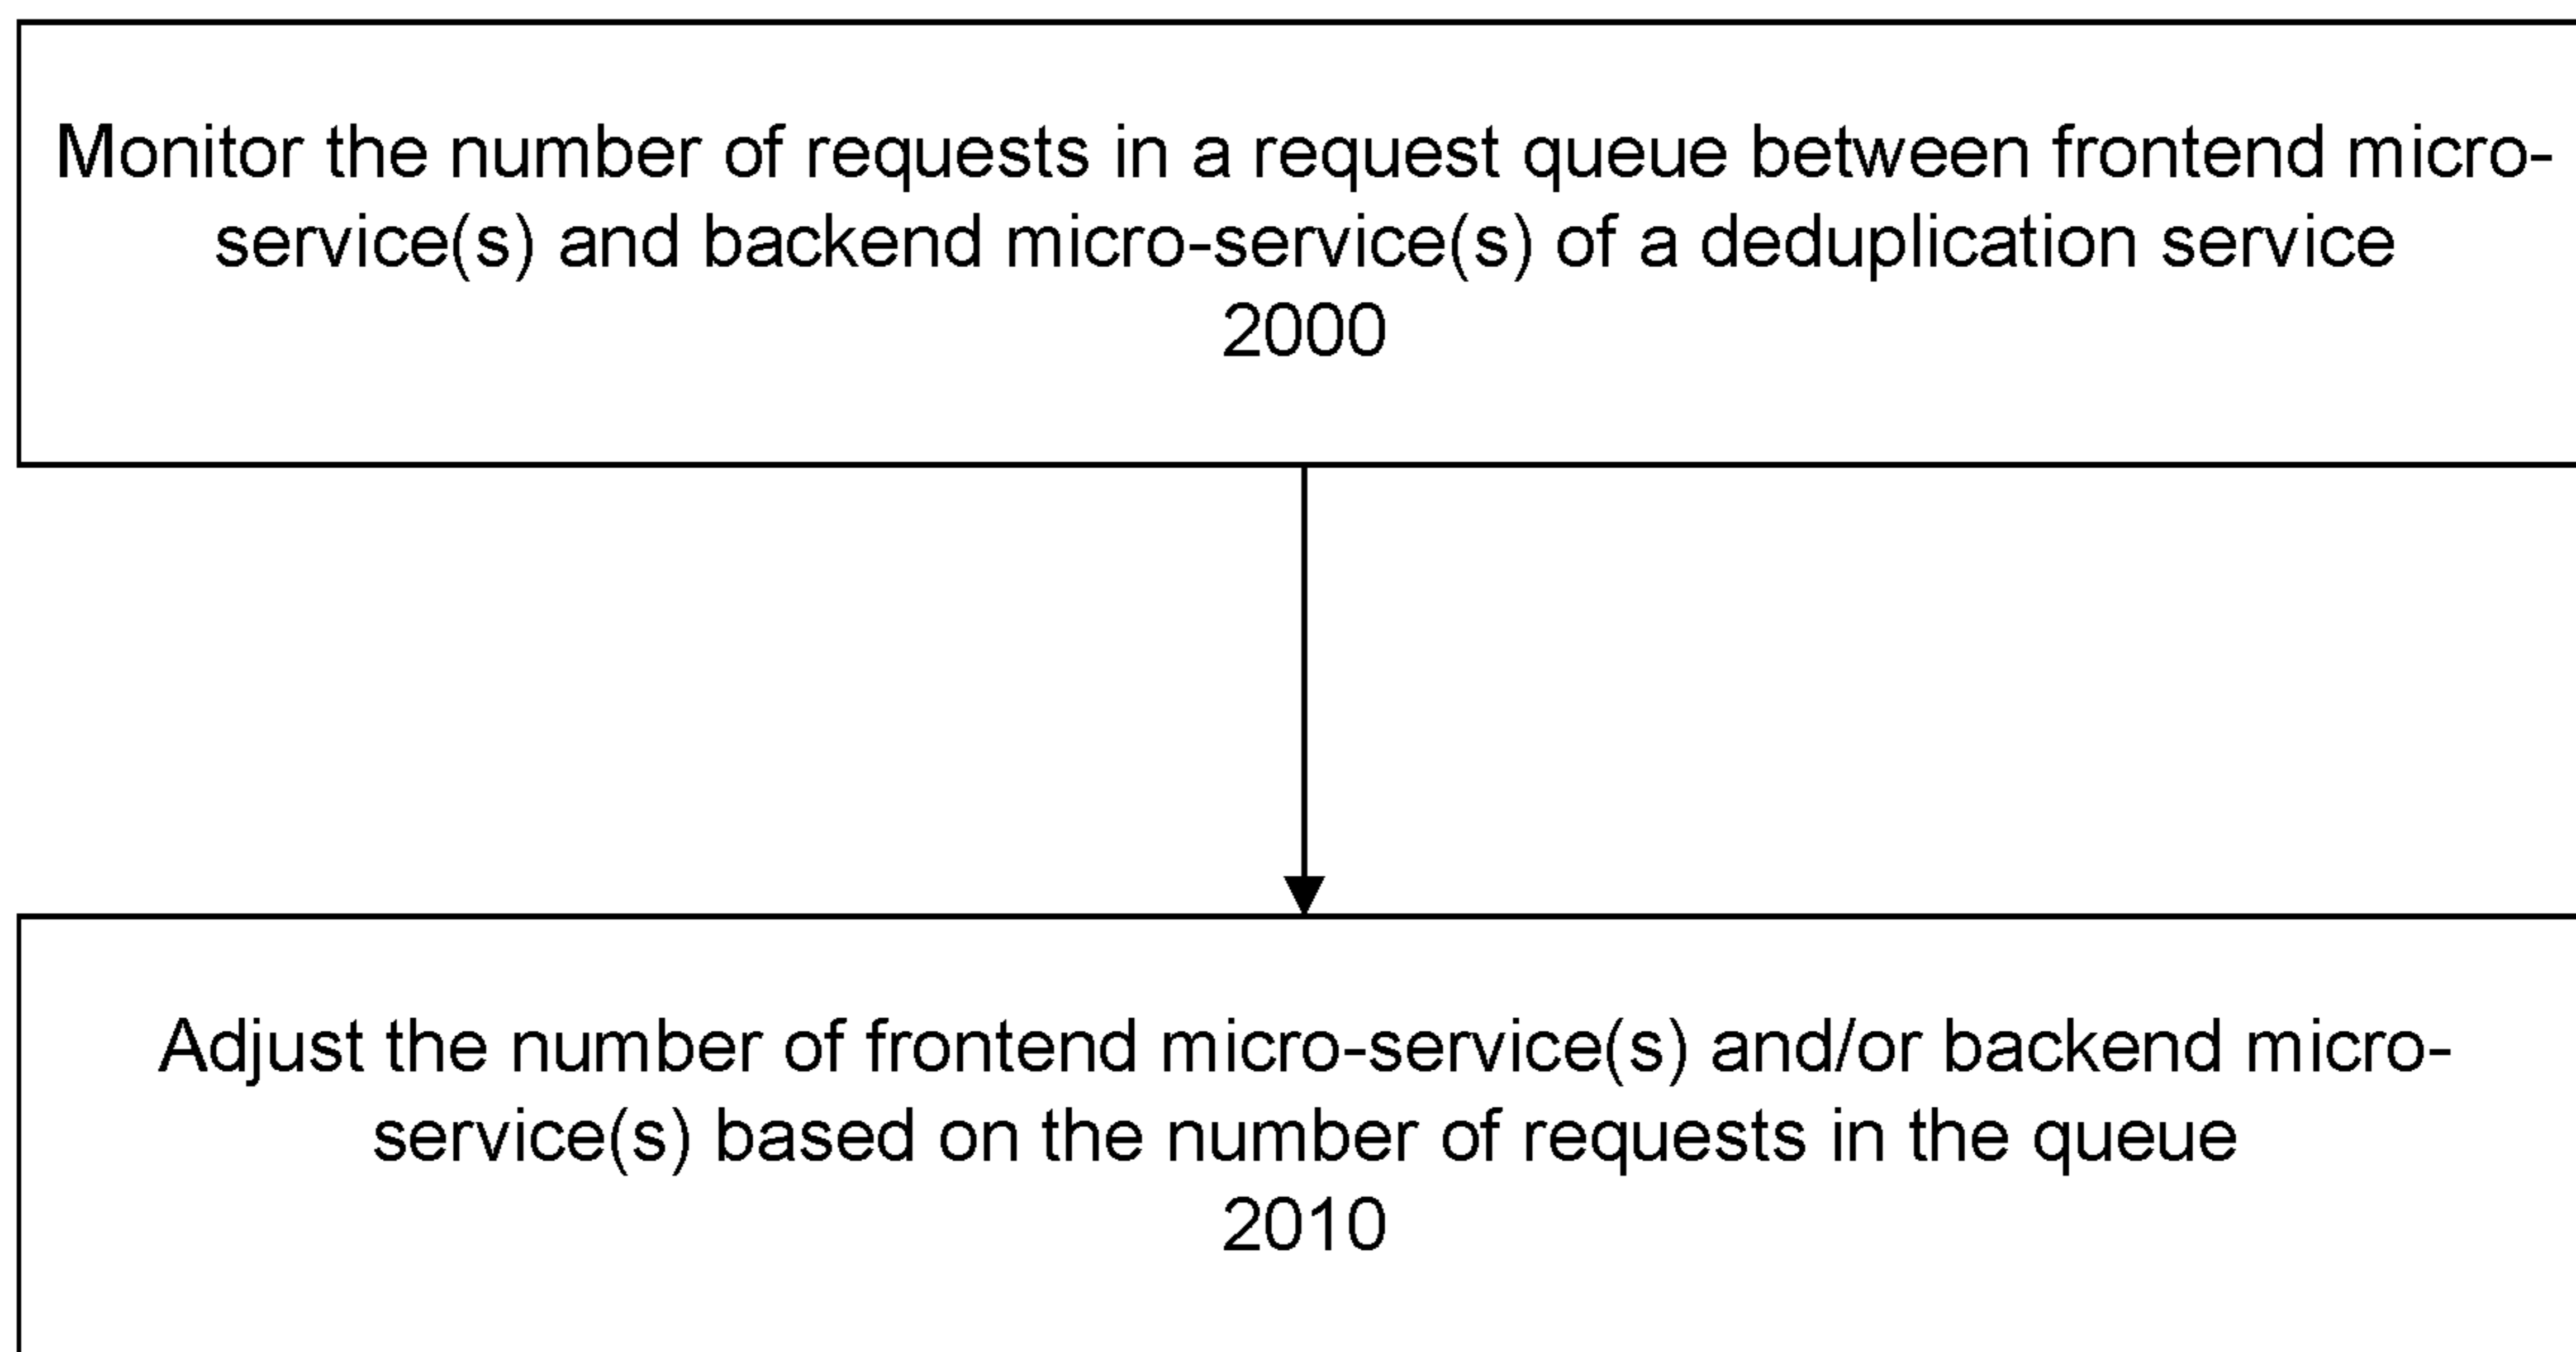 Monitor the number of requests in a request queue between frontend micro-
service(s) and backend micro-service(s) of a deduplication service
2000
Adjust the number of frontend micro-service(s) and/or backend micro-
service(s) based on the number of requests in the queue
2010